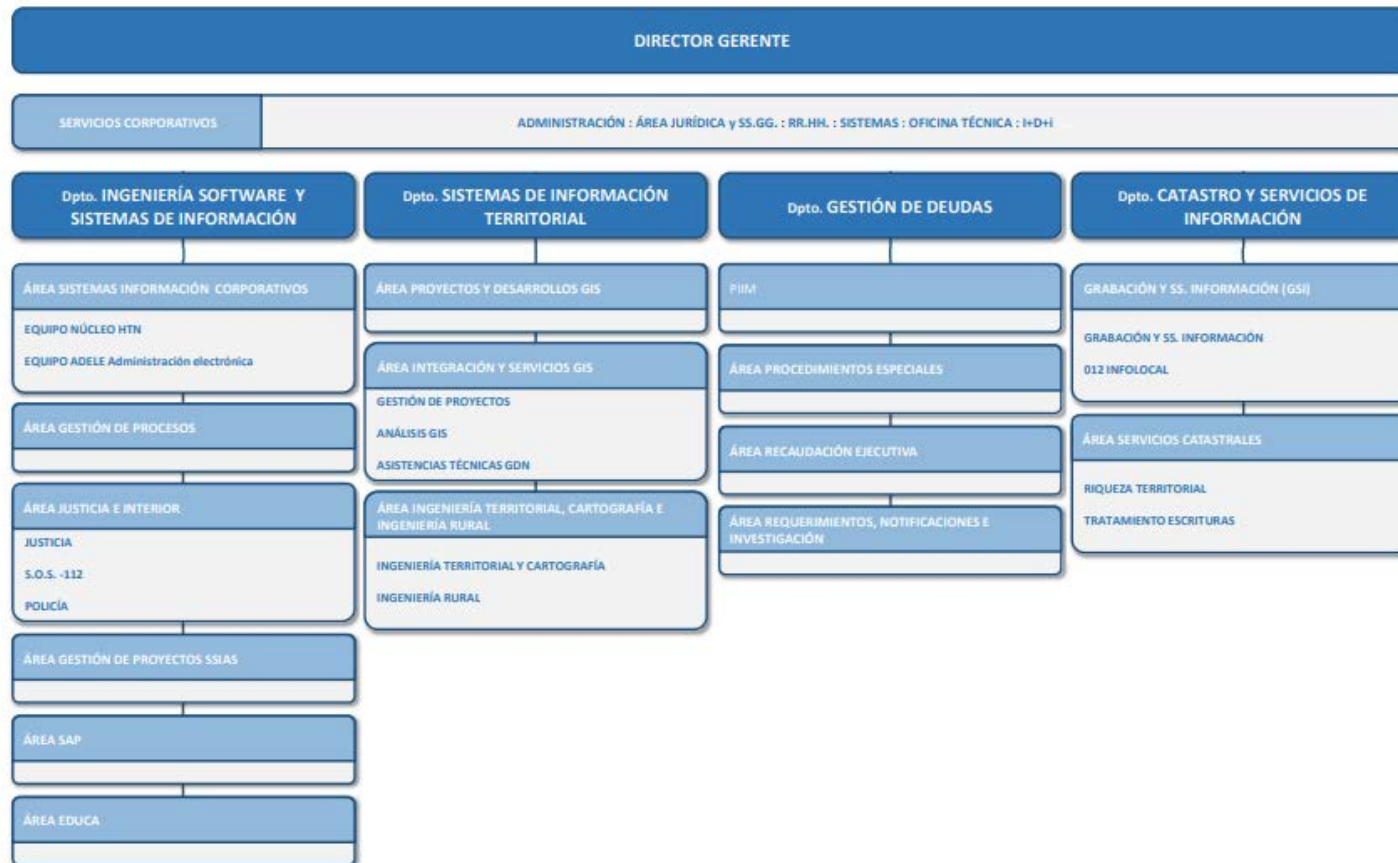 DIRECTOR GERENTE
SERVICIOS CORPORATIVOS
ADMINISTRACIÓN : ÁREA JURÍDICA y SS.GG. : RR.HH. : SISTEMAS : OFICINA TÉCNICA : I+D+i
Dpto. INGENIERÍA SOFTWARE Y
SISTEMAS DE INFORMACIÓN
ÁREA SISTEMAS INFORMACIÓN CORPORATIVOS
EQUIPO NÚCLEO HTN
EQUIPO ADELE Administración electrónica
ÁREA GESTIÓN DE PROCESOS
ÁREA JUSTICIA E INTERIOR
JUSTICIA
S.O.S. -112
POLICÍA
ÁREA GESTIÓN DE PROYECTOS SSIAS
ÁREA SAP
ÁREA EDUCA
Dpto. SISTEMAS DE INFORMACIÓN
TERRITORIAL
ÁREA PROYECTOS Y DESARROLLOS GIS
ÁREA INTEGRACIÓN Y SERVICIOS GIS
GESTIÓN DE PROYECTOS
ANÁLISIS GIS
ASISTENCIAS TÉCNICAS GDN
ÁREA INGENIERÍA TERRITORIAL, CARTOGRAFÍA E
INGENIERÍA RURAL
INGENIERÍA TERRITORIAL Y CARTOGRAFÍA
INGENIERÍA RURAL
Dpto. GESTIÓN DE DEUDAS
PIIM
ÁREA PROCEDIMIENTOS ESPECIALES
ÁREA RECAUDACIÓN EJECUTIVA
ÁREA REQUERIMIENTOS, NOTIFICACIONES E
INVESTIGACIÓN
Dpto. CATASTRO Y SERVICIOS DE
INFORMACIÓN
GRABACIÓN Y SS. INFORMACIÓN (GSI)
GRABACIÓN Y SS. INFORMACIÓN
012 INFOLOCAL
ÁREA SERVICIOS CATASTRALES
RIQUEZA TERRITORIAL
TRATAMIENTO ESCRITURAS